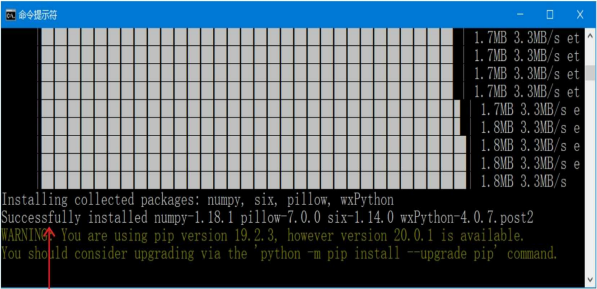 命令提示符
1.7MB 3.3MB/s et
1.7MB 3.3MB/s et
1.7MB 3.3MB/s et
1.7MB 3.3MB/s et
1.7MB 3.3MB/s e
1.8MB 3.3MB/s e
1.8MB 3.3MB/s e
1.8MB 3.3MB/s e
1.8MB 3.3MB/s
Installing collected packages: numpy, six, pillow, wxPython
Successfully installed numpy-1.18.1 pillow-7.0.0 six-1.14.0 wxPython-4.0.7.post2
WARNING: You are using pip version 19.2.3, however version 20.0.1 is available.
You should consider upgrading via the 'python -m pip install --upgrade pip' command.